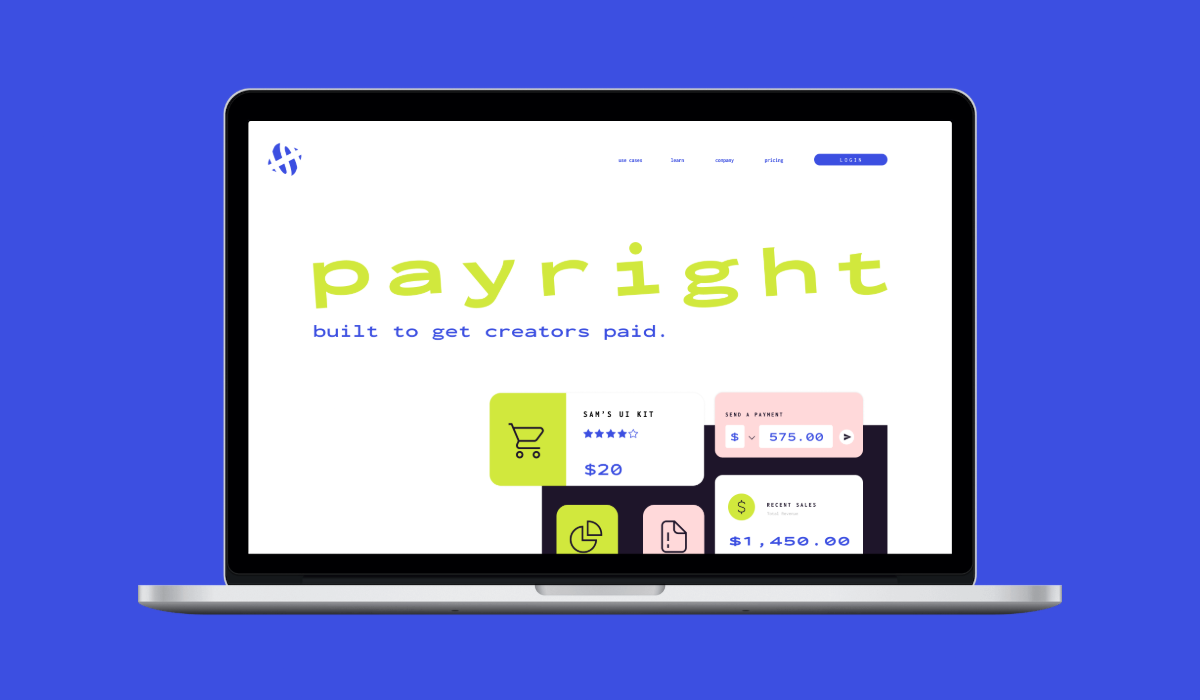 use cases learn company pricing LOGIN
payright
built to get creators paid.
SAM'S UI KIT
$20
SEND A PAYMENT
$ 575.00
RECENT SALES
$1,450.00